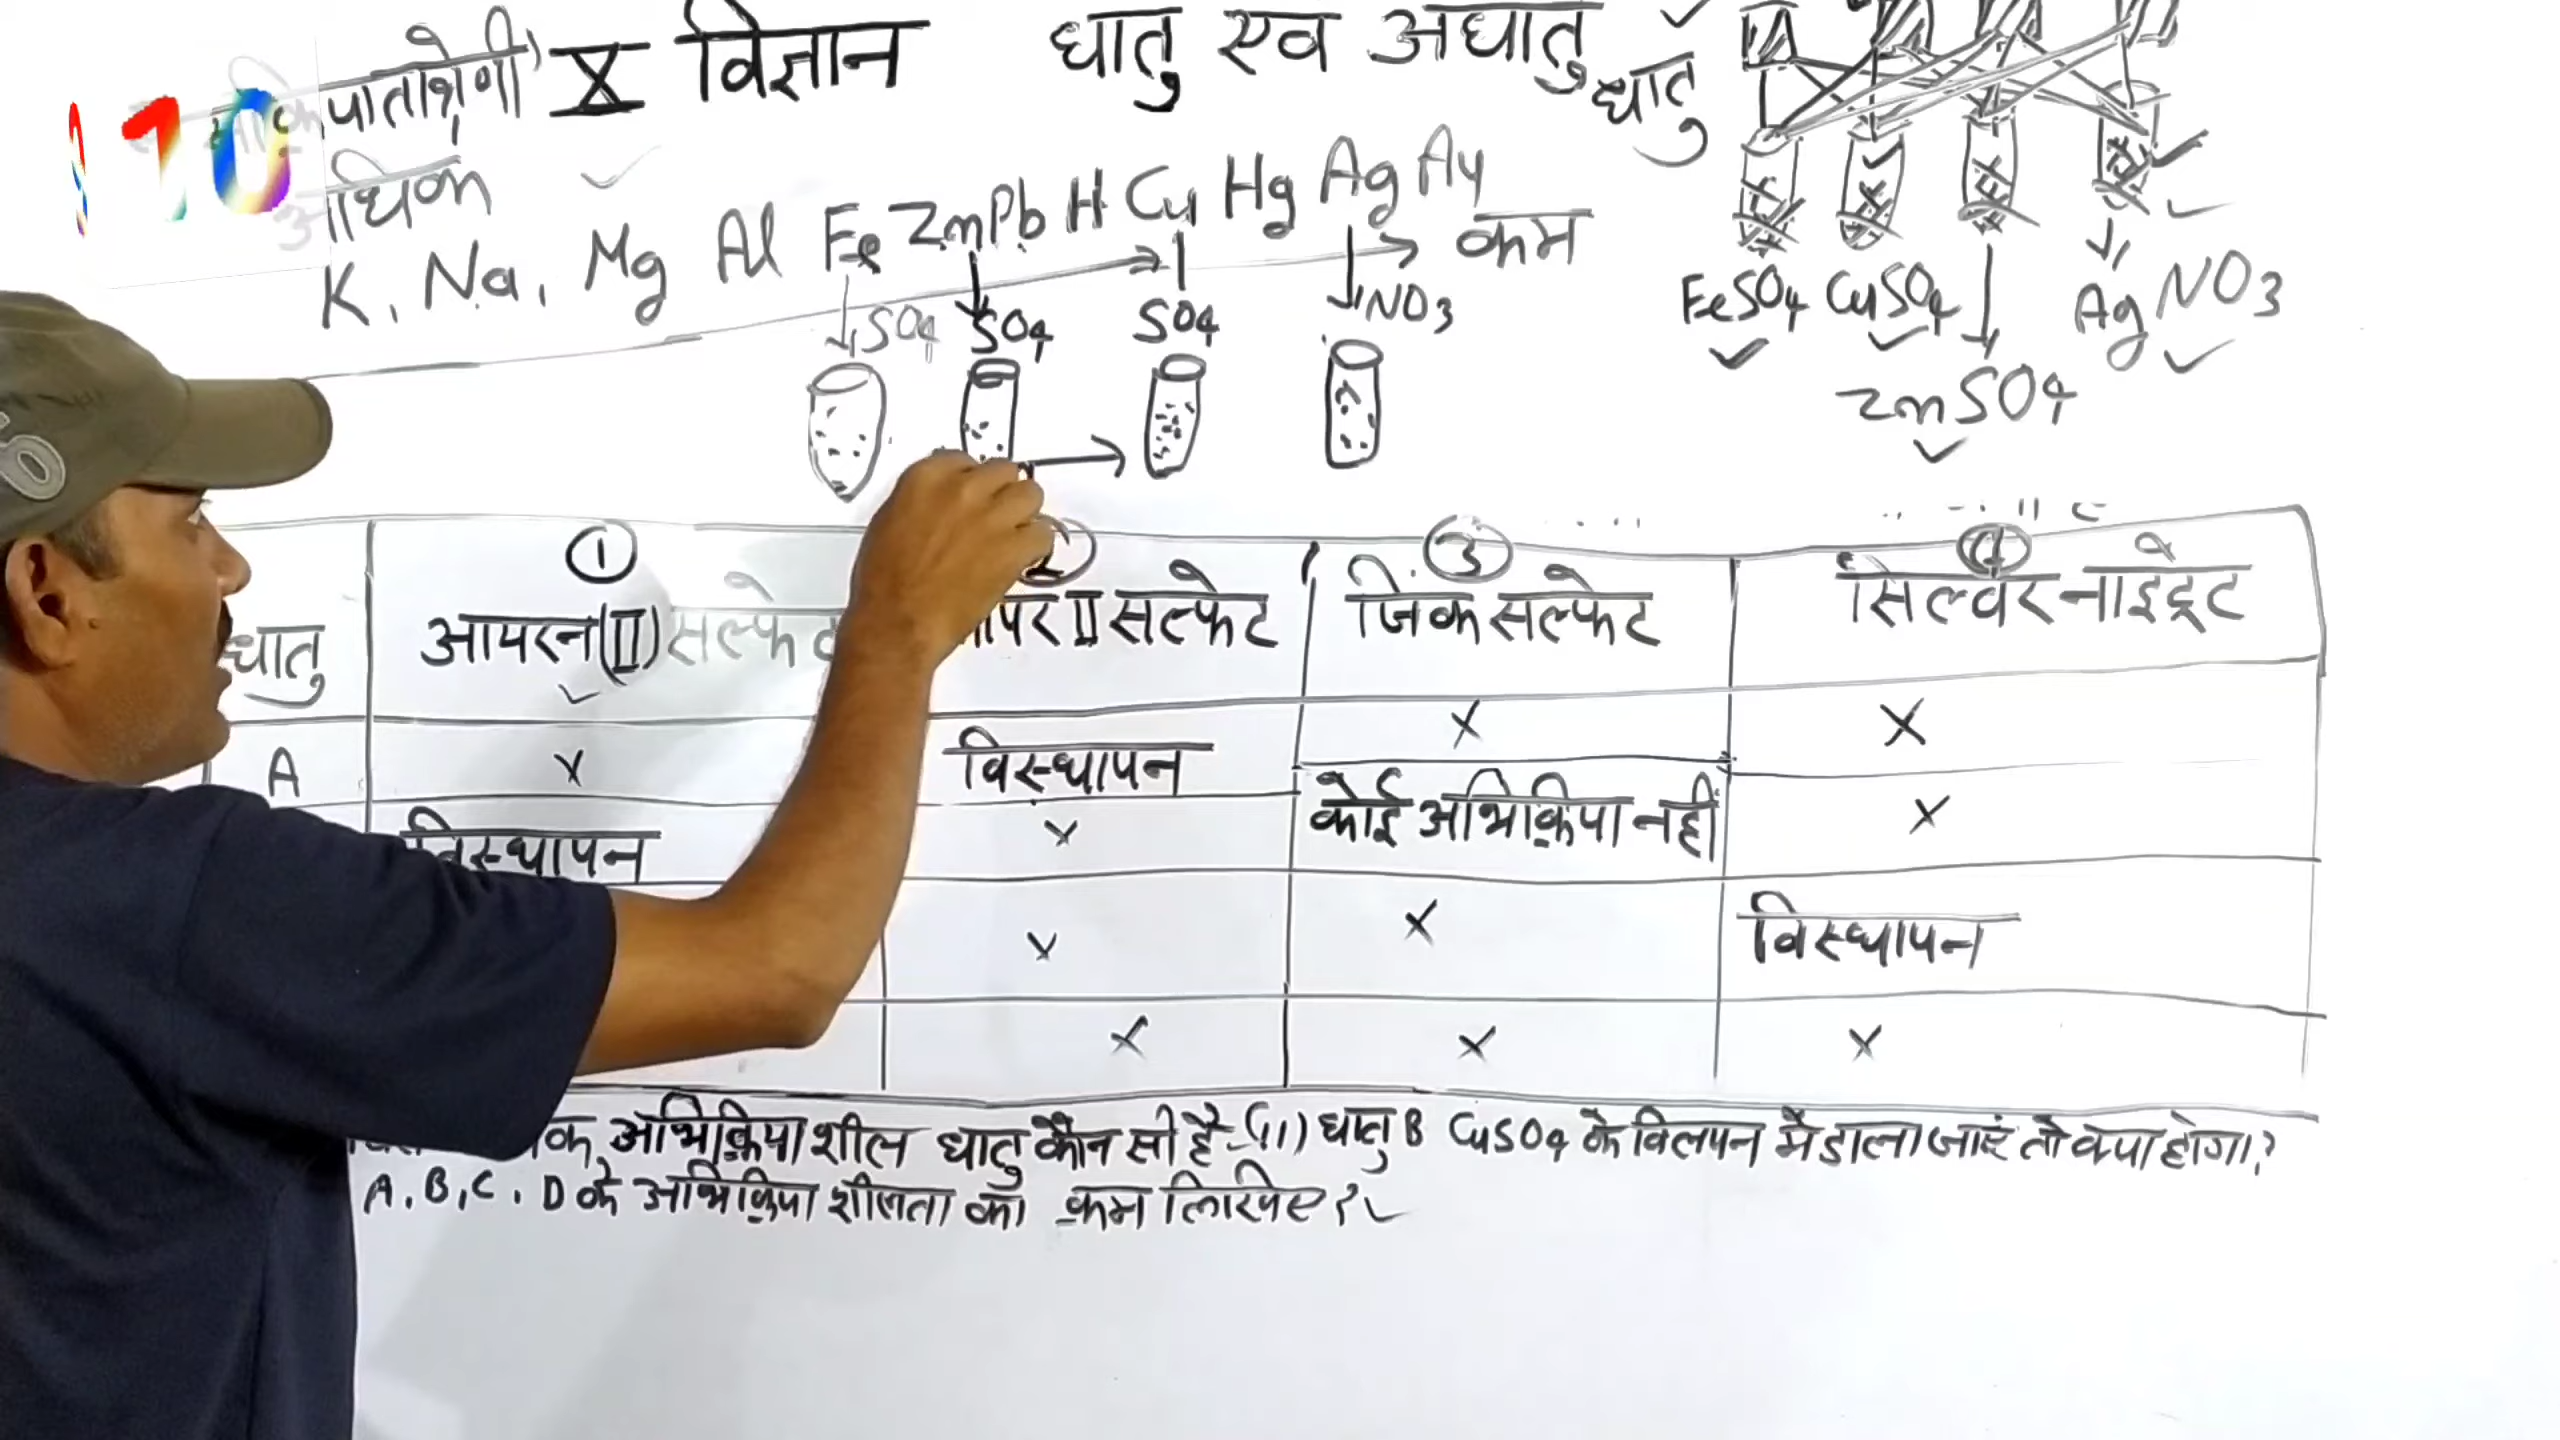 X विज्ञान धातु एव अधातु
धातु
K, Na, Mg Al Fe Zn Pb H Cu Hg Ag Au कम
SO4 SO4 SO4 NO3
FeSO4 CuSO4 AgNO3
ZnSO4
① ③ ④
धातु आयरन (II) सल्फे II सल्फेट जिंक सल्फेट सिल्वर नाइट्रेट
A x विस्थापन x x
विस्थापन x कोई अभिक्रिया नही x
x x विस्थापन
x x x
क अभिक्रियाशील धातु कौन सी है (ii) धातु B CuSO4 के विलयन मे डाला जाएं तो क्या होगा?
A, B, C, D के अभिक्रियाशीलता का क्रम लिखिए?